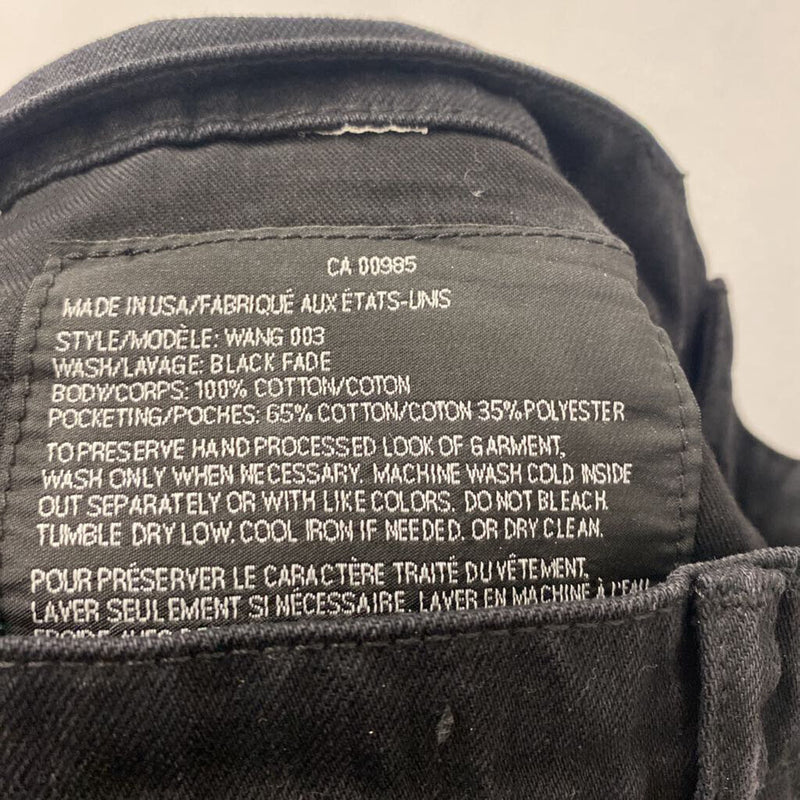 CA 00985
MADE IN USA/FABRIQUÉ AUX ÉTATS-UNIS
STYLE/MODÈLE: WANG 003
WASH/LAVAGE: BLACK FADE
BODY/CORPS: 100% COTTON/COTON
POCKETING/POCHES: 65% COTTON/COTON 35% POLYESTER
TO PRESERVE HAND PROCESSED LOOK OF GARMENT,
WASH ONLY WHEN NECESSARY. MACHINE WASH COLD INSIDE
OUT SEPARATELY OR WITH LIKE COLORS. DO NOT BLEACH.
TUMBLE DRY LOW. COOL IRON IF NEEDED. OR DRY CLEAN.
POUR PRÉSERVER LE CARACTÈRE TRAITÉ DU VÊTEMENT,
LAVER SEULEMENT SI NÉCESSAIRE. LAVER EN MACHINE À L'EAU
FROIDE AVEC